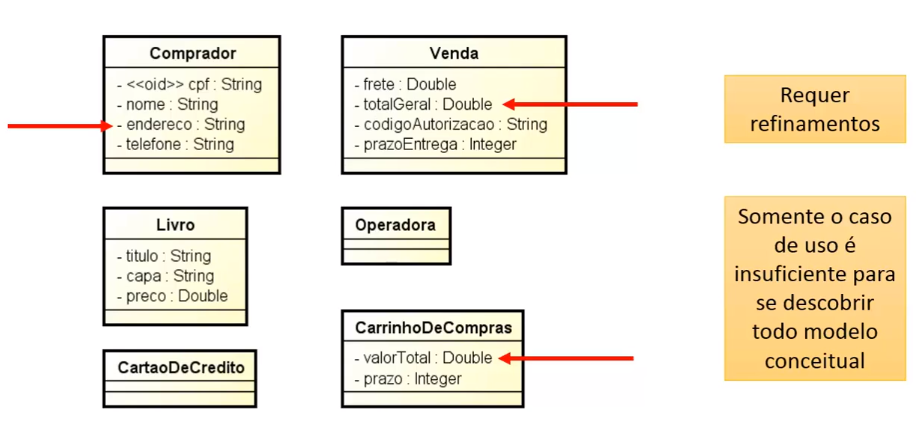 Comprador
- <<oid>> cpf : String
- nome : String
- endereco : String
- telefone : String
Venda
- frete : Double
- totalGeral : Double
- codigoAutorizacao : String
- prazoEntrega : Integer
Requer
refinamentos
Livro
- titulo : String
- capa : String
- preco : Double
Operadora
Somente o caso
de uso é
insuficiente para
se descobrir
todo modelo
conceitual
CartaoDeCredito
CarrinhoDeCompras
- valorTotal : Double
- prazo : Integer